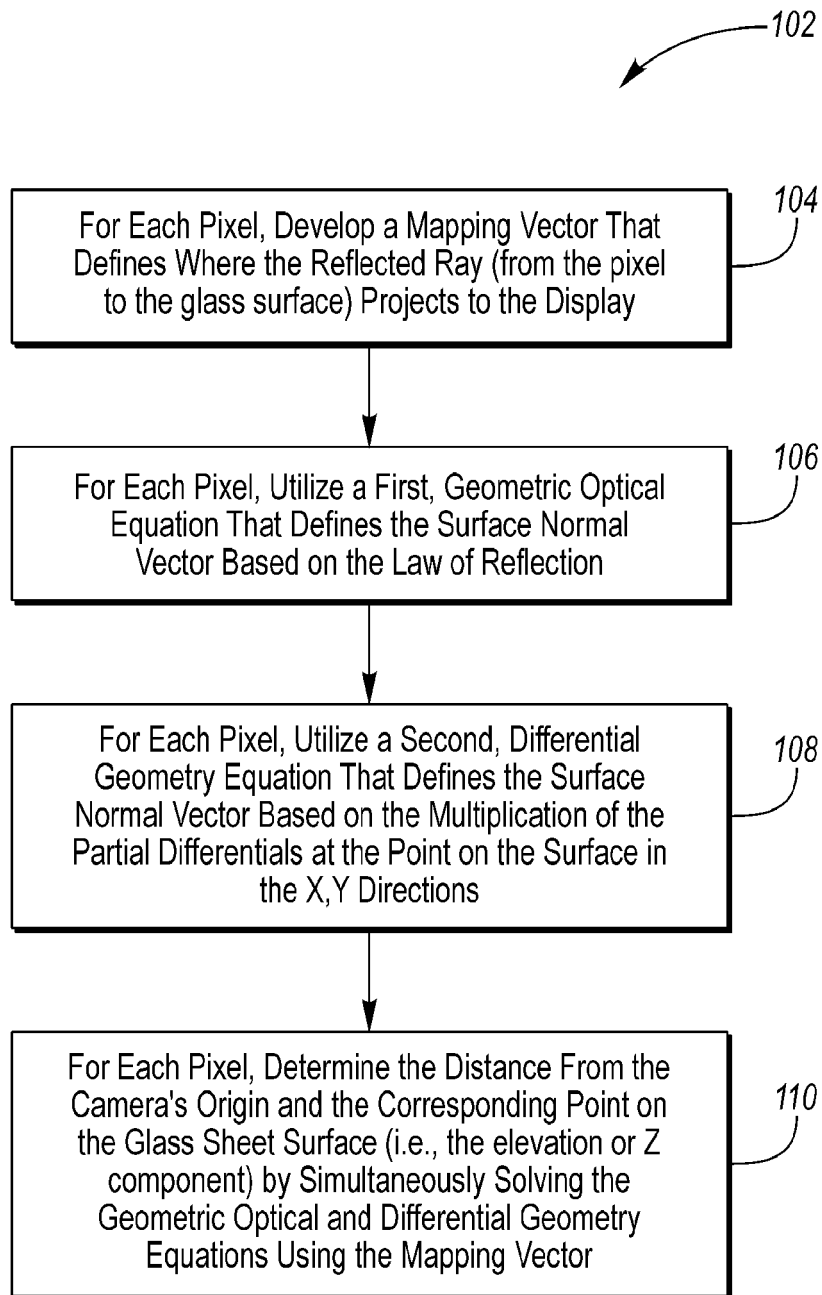 102
104
For Each Pixel, Develop a Mapping Vector That
Defines Where the Reflected Ray (from the pixel
to the glass surface) Projects to the Display
106
For Each Pixel, Utilize a First, Geometric Optical
Equation That Defines the Surface Normal
Vector Based on the Law of Reflection
108
For Each Pixel, Utilize a Second, Differential
Geometry Equation That Defines the Surface
Normal Vector Based on the Multiplication of the
Partial Differentials at the Point on the Surface in
the X,Y Directions
110
For Each Pixel, Determine the Distance From the
Camera's Origin and the Corresponding Point on
the Glass Sheet Surface (i.e., the elevation or Z
component) by Simultaneously Solving the
Geometric Optical and Differential Geometry
Equations Using the Mapping Vector